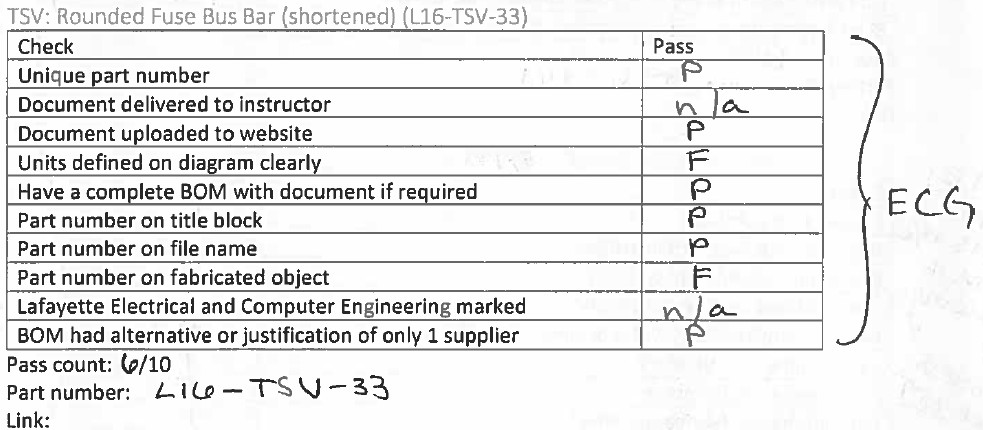 TSV: Rounded Fuse Bus Bar (shortened) (L16-TSV-33)
Check Pass
Unique part number P
Document delivered to instructor n/a
Document uploaded to website P
Units defined on diagram clearly F
Have a complete BOM with document if required P
Part number on title block P
Part number on file name P
Part number on fabricated object F
Lafayette Electrical and Computer Engineering marked n/a
BOM had alternative or justification of only 1 supplier P
ECG
Pass count: 6/10
Part number: L16-TSV-33
Link: